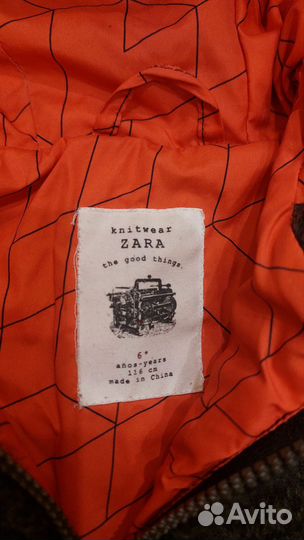 knitwear
ZARA
the good things.
6"
años-years
116 cm
made in China
Avito